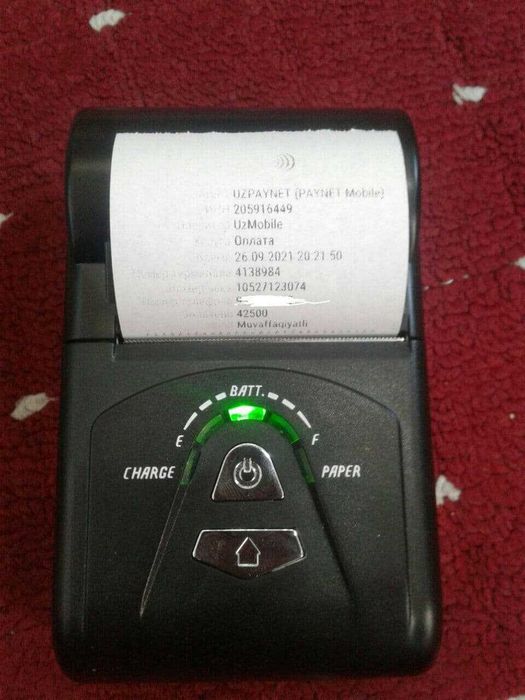 UZPAYNET (PAYNET Mobile)
205916449
UzMobile
Оплата
26.09.2021 20:21:50
4138984
10527123074
42500
Muvaffaqiyatli
BATT.
E F
CHARGE PAPER